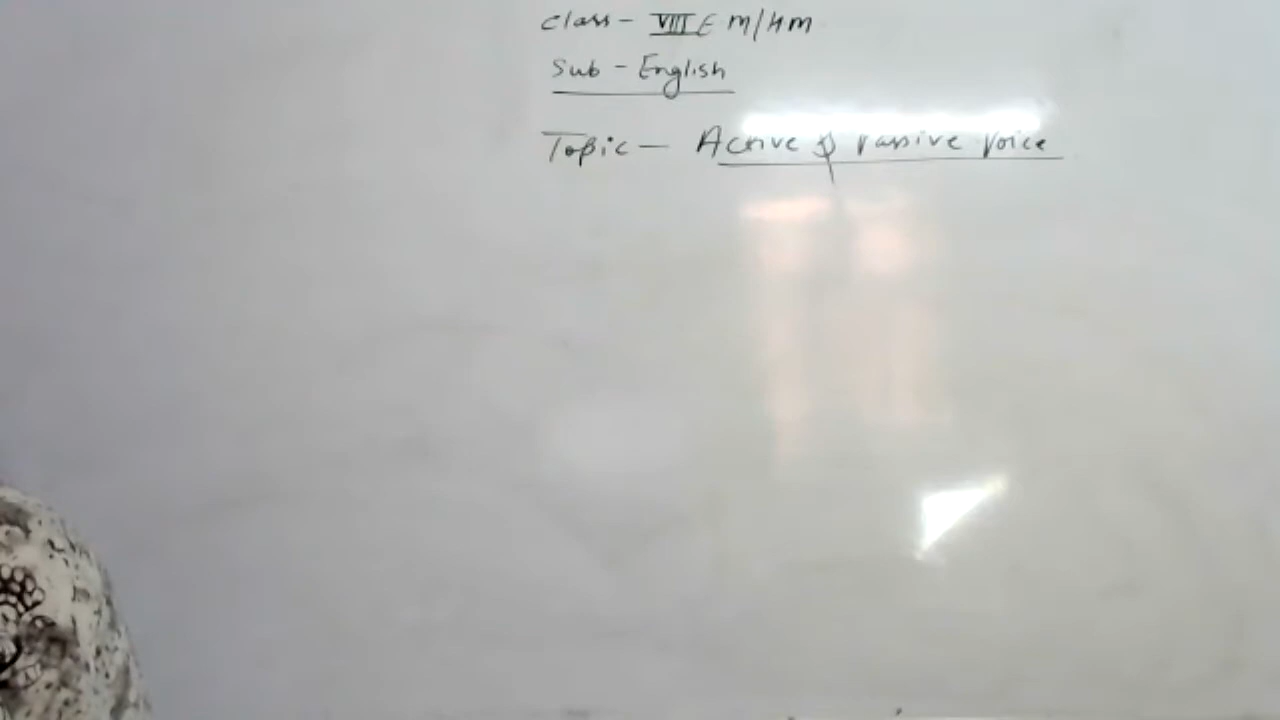 Class - VIII E M/HM
Sub - English
Topic - Active & Passive Voice